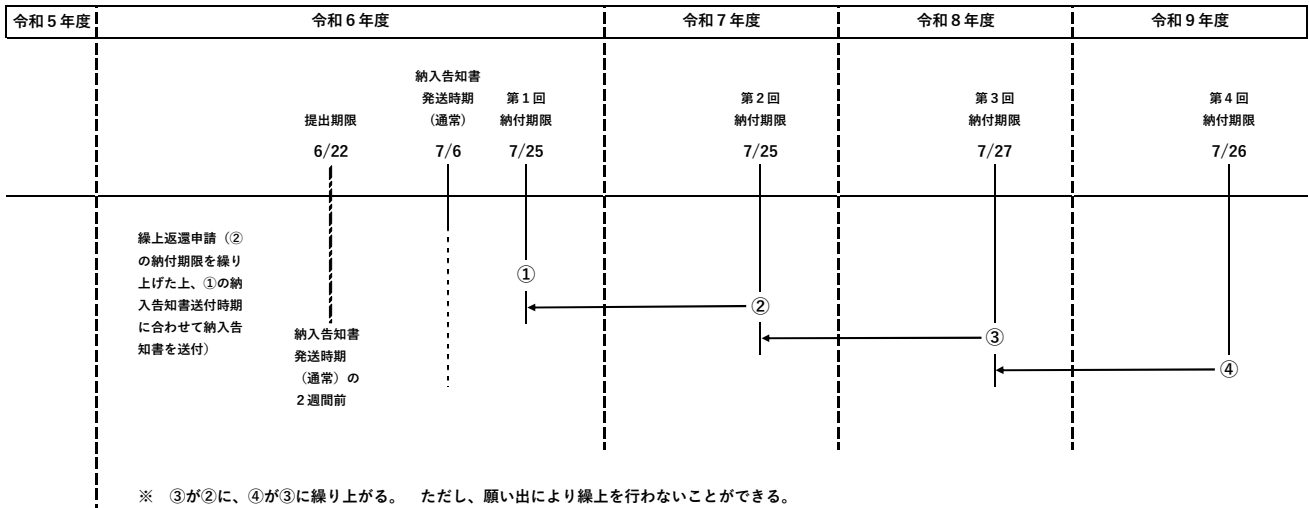 令和５年度
令和６年度
令和７年度
令和８年度
令和９年度
提出期限
6/22
納入告知書
発送時期
（通常）
7/6
第１回
納付期限
7/25
第２回
納付期限
7/25
第３回
納付期限
7/27
第４回
納付期限
7/26
繰上返還申請（②
の納付期限を繰り
上げた上、①の納
入告知書送付時期
に合わせて納入告
知書を送付）
納入告知書
発送時期
（通常）の
２週間前
①
②
③
④
※　③が②に、④が③に繰り上がる。　ただし、願い出により繰上を行わないことができる。